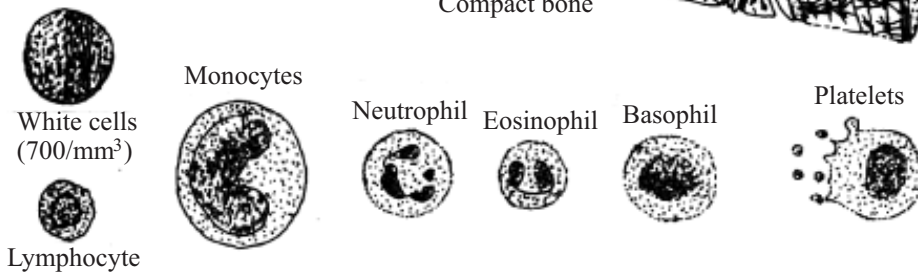 Compact bone
Monocytes
Neutrophil
Eosinophil
Basophil
Platelets
White cells
(700/mm³)
Lymphocyte